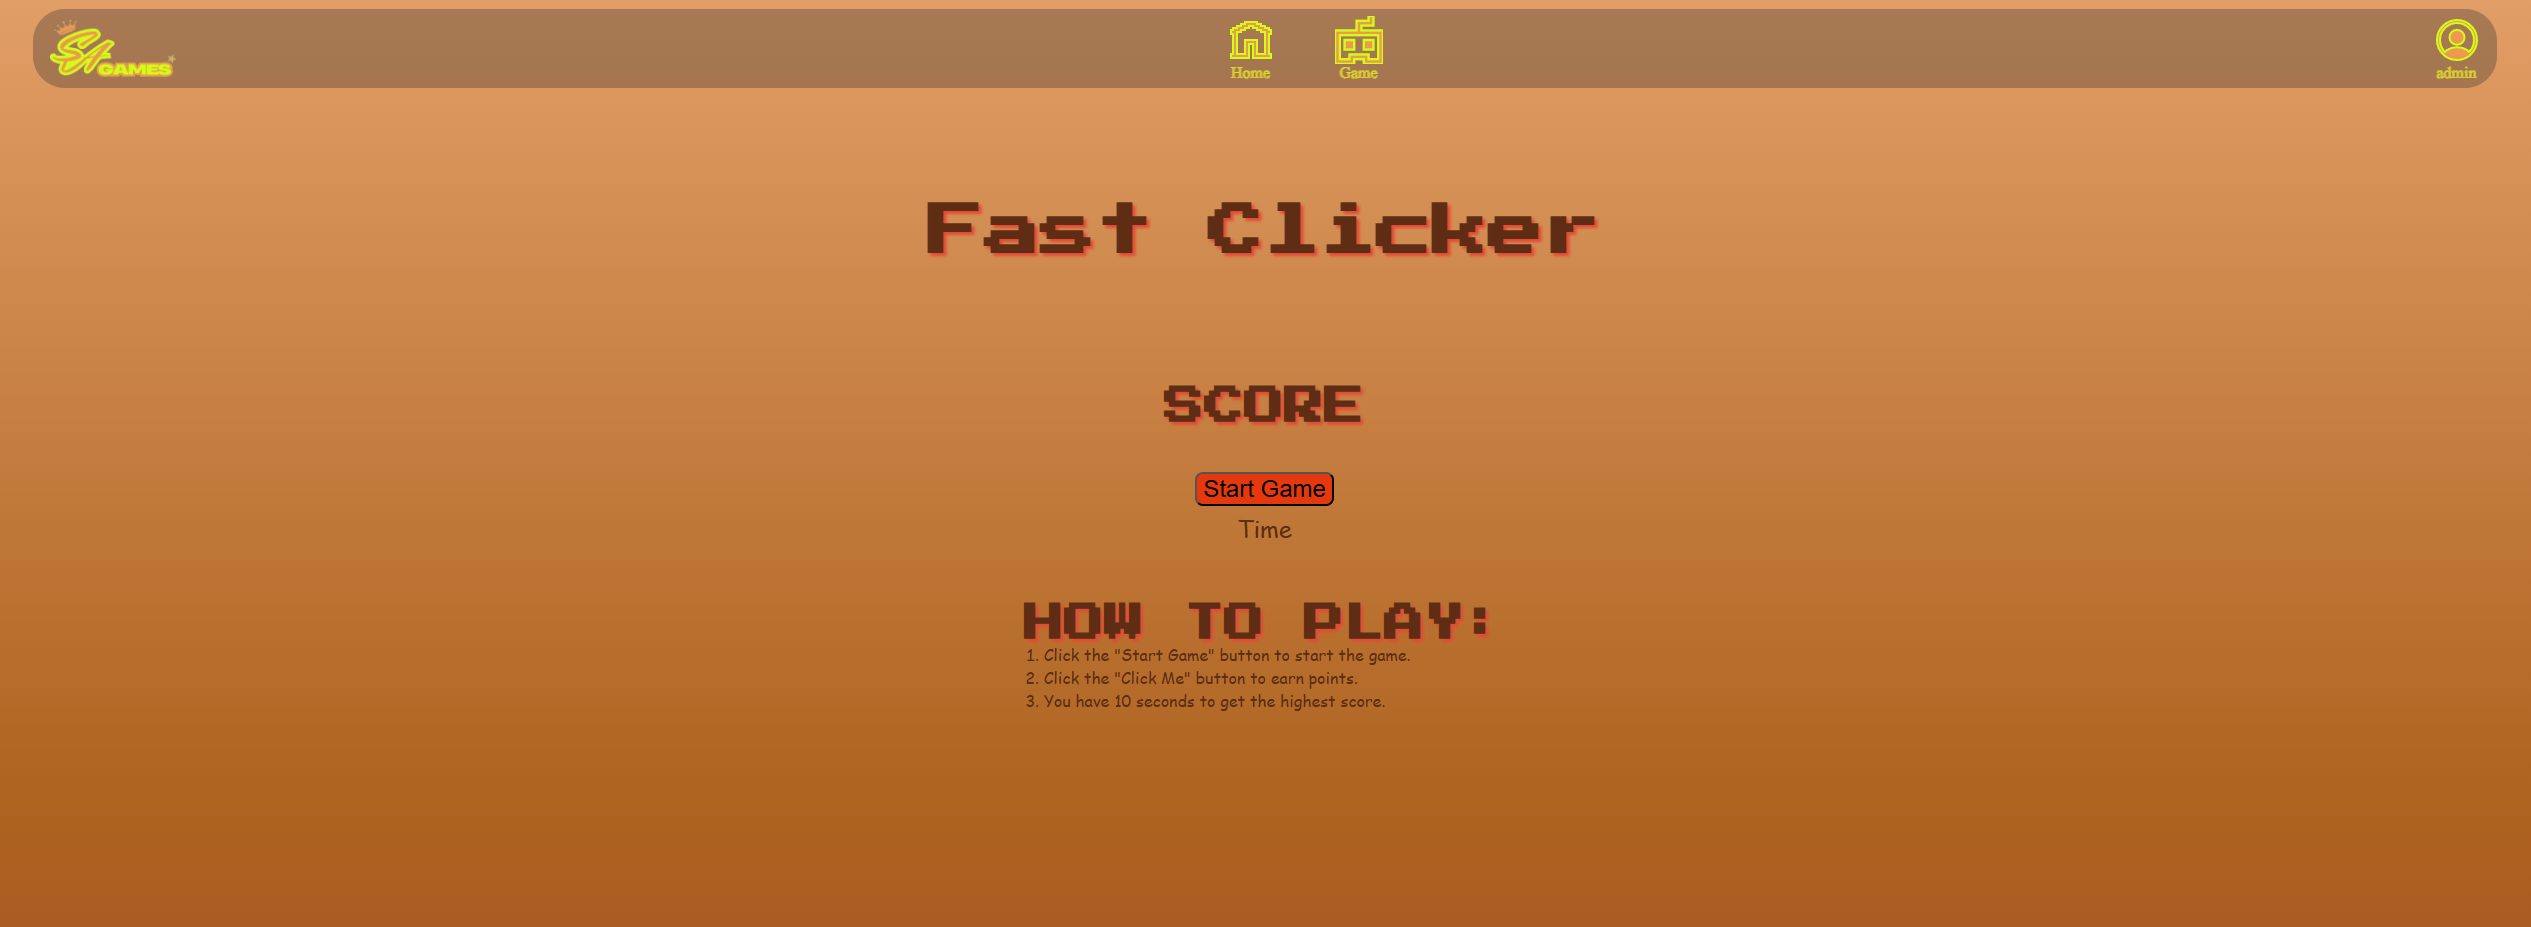 SA GAMES
Home
Game
admin
Fast Clicker
SCORE
Start Game
Time
HOW TO PLAY:
1. Click the "Start Game" button to start the game.
2. Click the "Click Me" button to earn points.
3. You have 10 seconds to get the highest score.